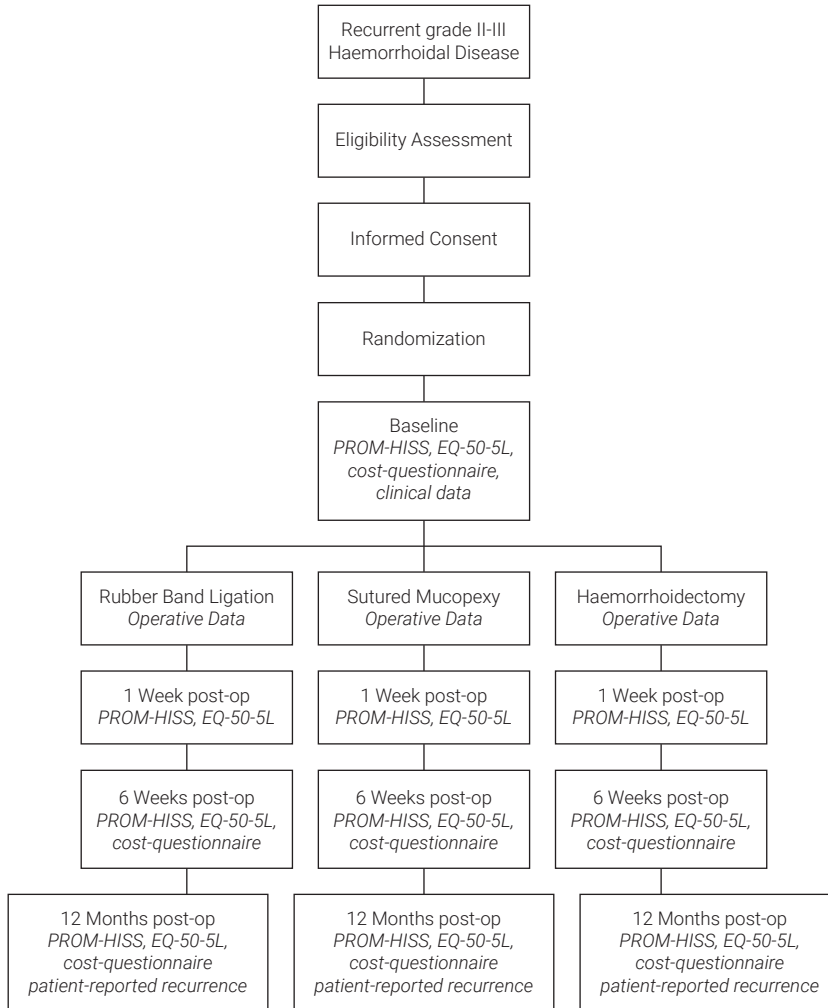 Recurrent grade II-III
Haemorrhoidal Disease
Eligibility Assessment
Informed Consent
Randomization
Baseline
PROM-HISS, EQ-50-5L,
cost-questionnaire,
clinical data
Rubber Band Ligation
Operative Data
Sutured Mucopexy
Operative Data
Haemorrhoidectomy
Operative Data
1 Week post-op
PROM-HISS, EQ-50-5L
1 Week post-op
PROM-HISS, EQ-50-5L
1 Week post-op
PROM-HISS, EQ-50-5L
6 Weeks post-op
PROM-HISS, EQ-50-5L,
cost-questionnaire
6 Weeks post-op
PROM-HISS, EQ-50-5L,
cost-questionnaire
6 Weeks post-op
PROM-HISS, EQ-50-5L,
cost-questionnaire
12 Months post-op
PROM-HISS, EQ-50-5L,
cost-questionnaire
patient-reported recurrence
12 Months post-op
PROM-HISS, EQ-50-5L,
cost-questionnaire
patient-reported recurrence
12 Months post-op
PROM-HISS, EQ-50-5L,
cost-questionnaire
patient-reported recurrence